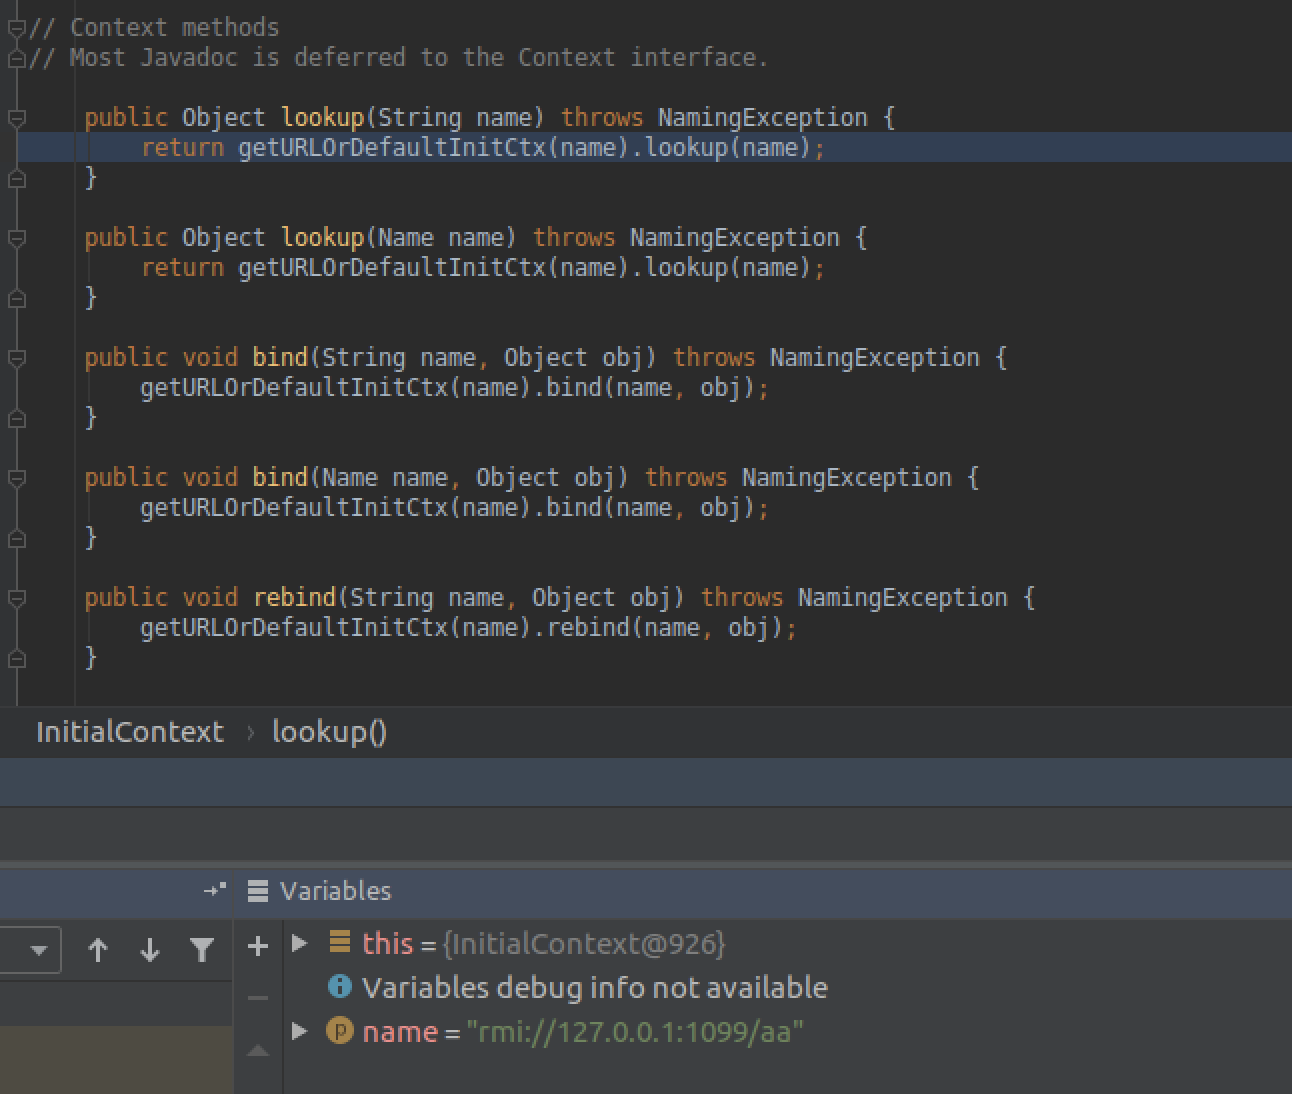 // Context methods
// Most Javadoc is deferred to the Context interface.
public Object lookup(String name) throws NamingException {
return getURLOrDefaultInitCtx(name).lookup(name);
}
public Object lookup(Name name) throws NamingException {
return getURLOrDefaultInitCtx(name).lookup(name);
}
public void bind(String name, Object obj) throws NamingException {
getURLOrDefaultInitCtx(name).bind(name, obj);
}
public void bind(Name name, Object obj) throws NamingException {
getURLOrDefaultInitCtx(name).bind(name, obj);
}
public void rebind(String name, Object obj) throws NamingException {
getURLOrDefaultInitCtx(name).rebind(name, obj);
}
InitialContext › lookup()
Variables
this = {InitialContext@926}
Variables debug info not available
name = "rmi://127.0.0.1:1099/aa"